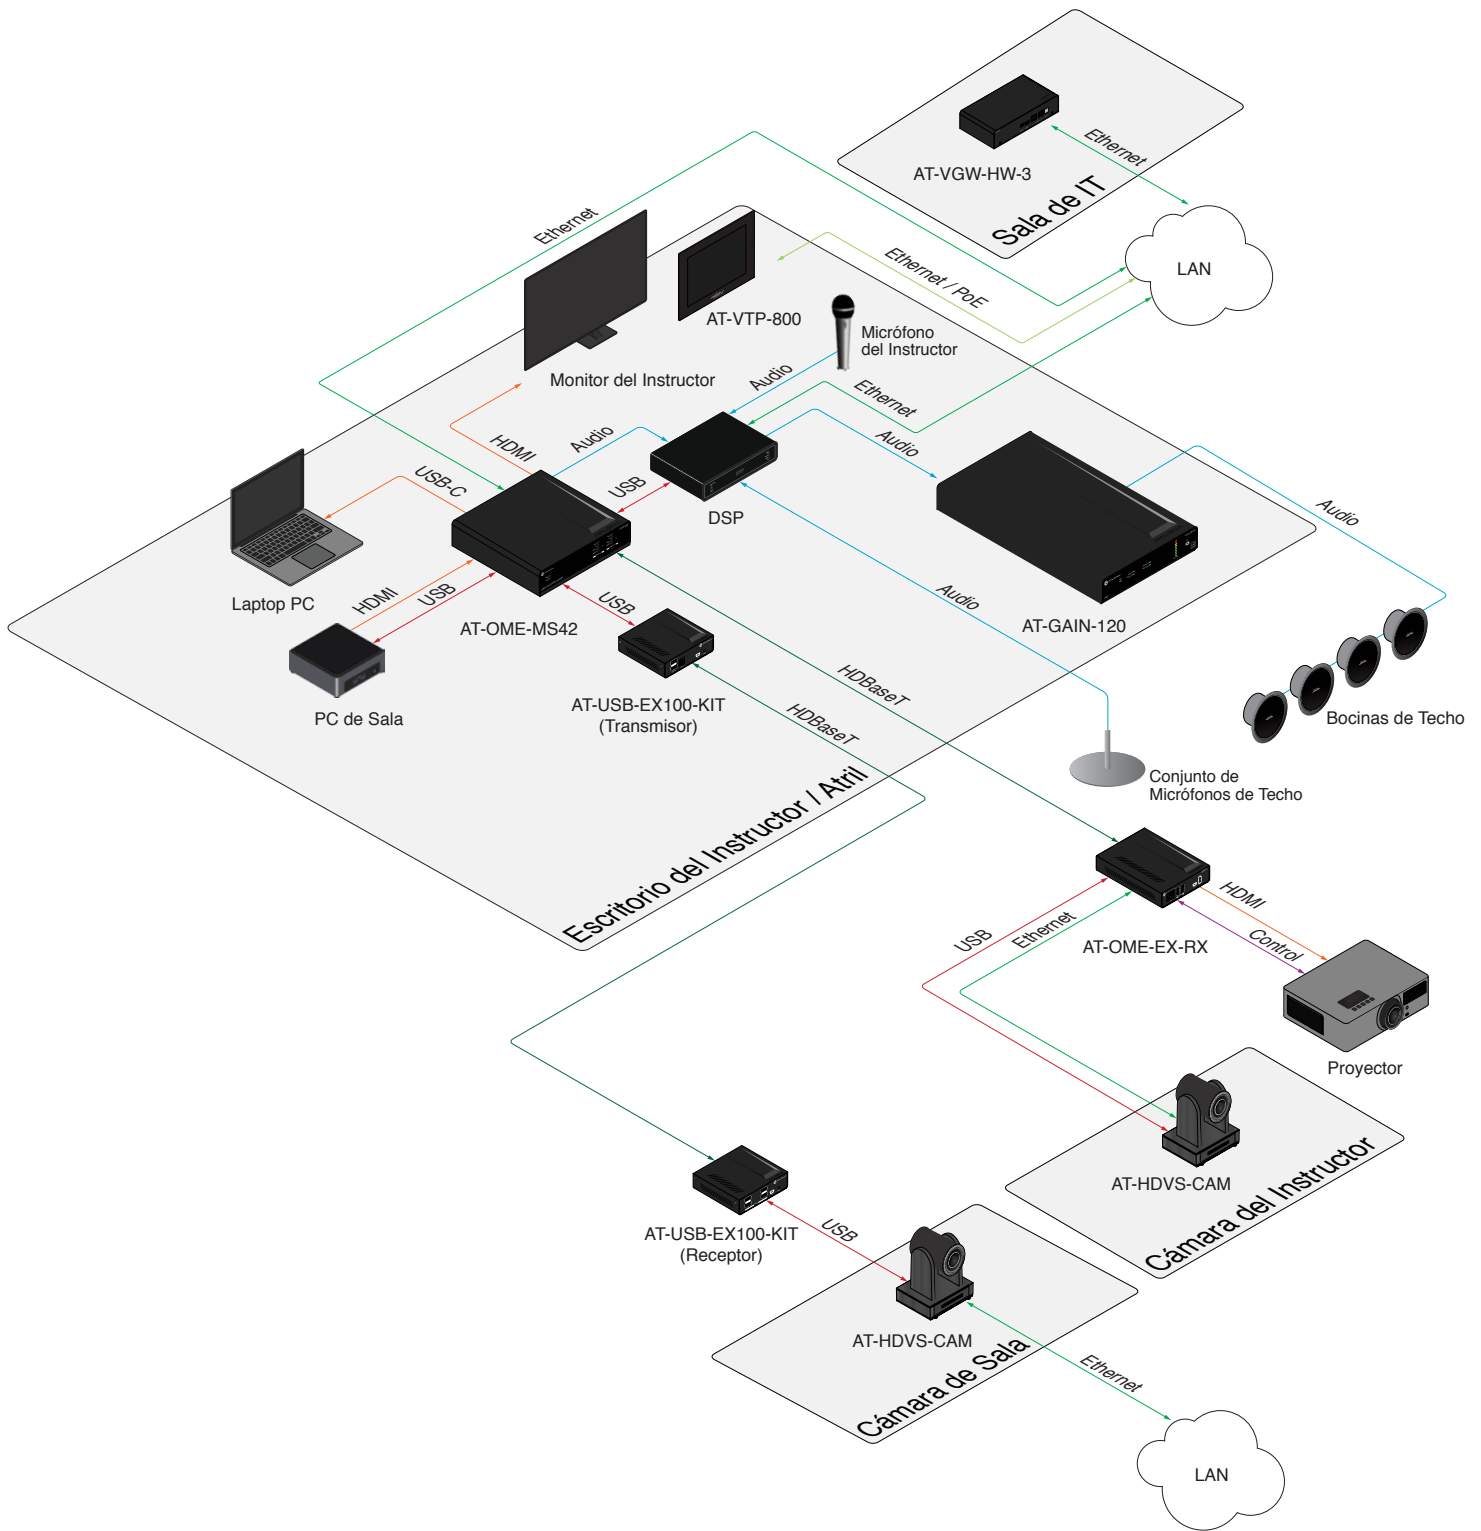 Ethernet
AT-VGW-HW-3
Sala de IT
Ethernet
LAN
Ethernet / PoE
AT-VTP-800
Micrófono
del Instructor
Monitor del Instructor
Audio
Ethernet
HDMI
Audio
Audio
USB-C
USB
DSP
Audio
Laptop PC
HDMI
USB
USB
Audio
AT-OME-MS42
AT-GAIN-120
HDBaseT
AT-USB-EX100-KIT
(Transmisor)
PC de Sala
HDBaseT
Bocinas de Techo
Conjunto de
Micrófonos de Techo
Escritorio del Instructor / Atril
HDMI
USB
Ethernet
AT-OME-EX-RX
Control
Proyector
AT-HDVS-CAM
Cámara del Instructor
AT-USB-EX100-KIT
(Receptor)
USB
AT-HDVS-CAM
Cámara de Sala
Ethernet
LAN